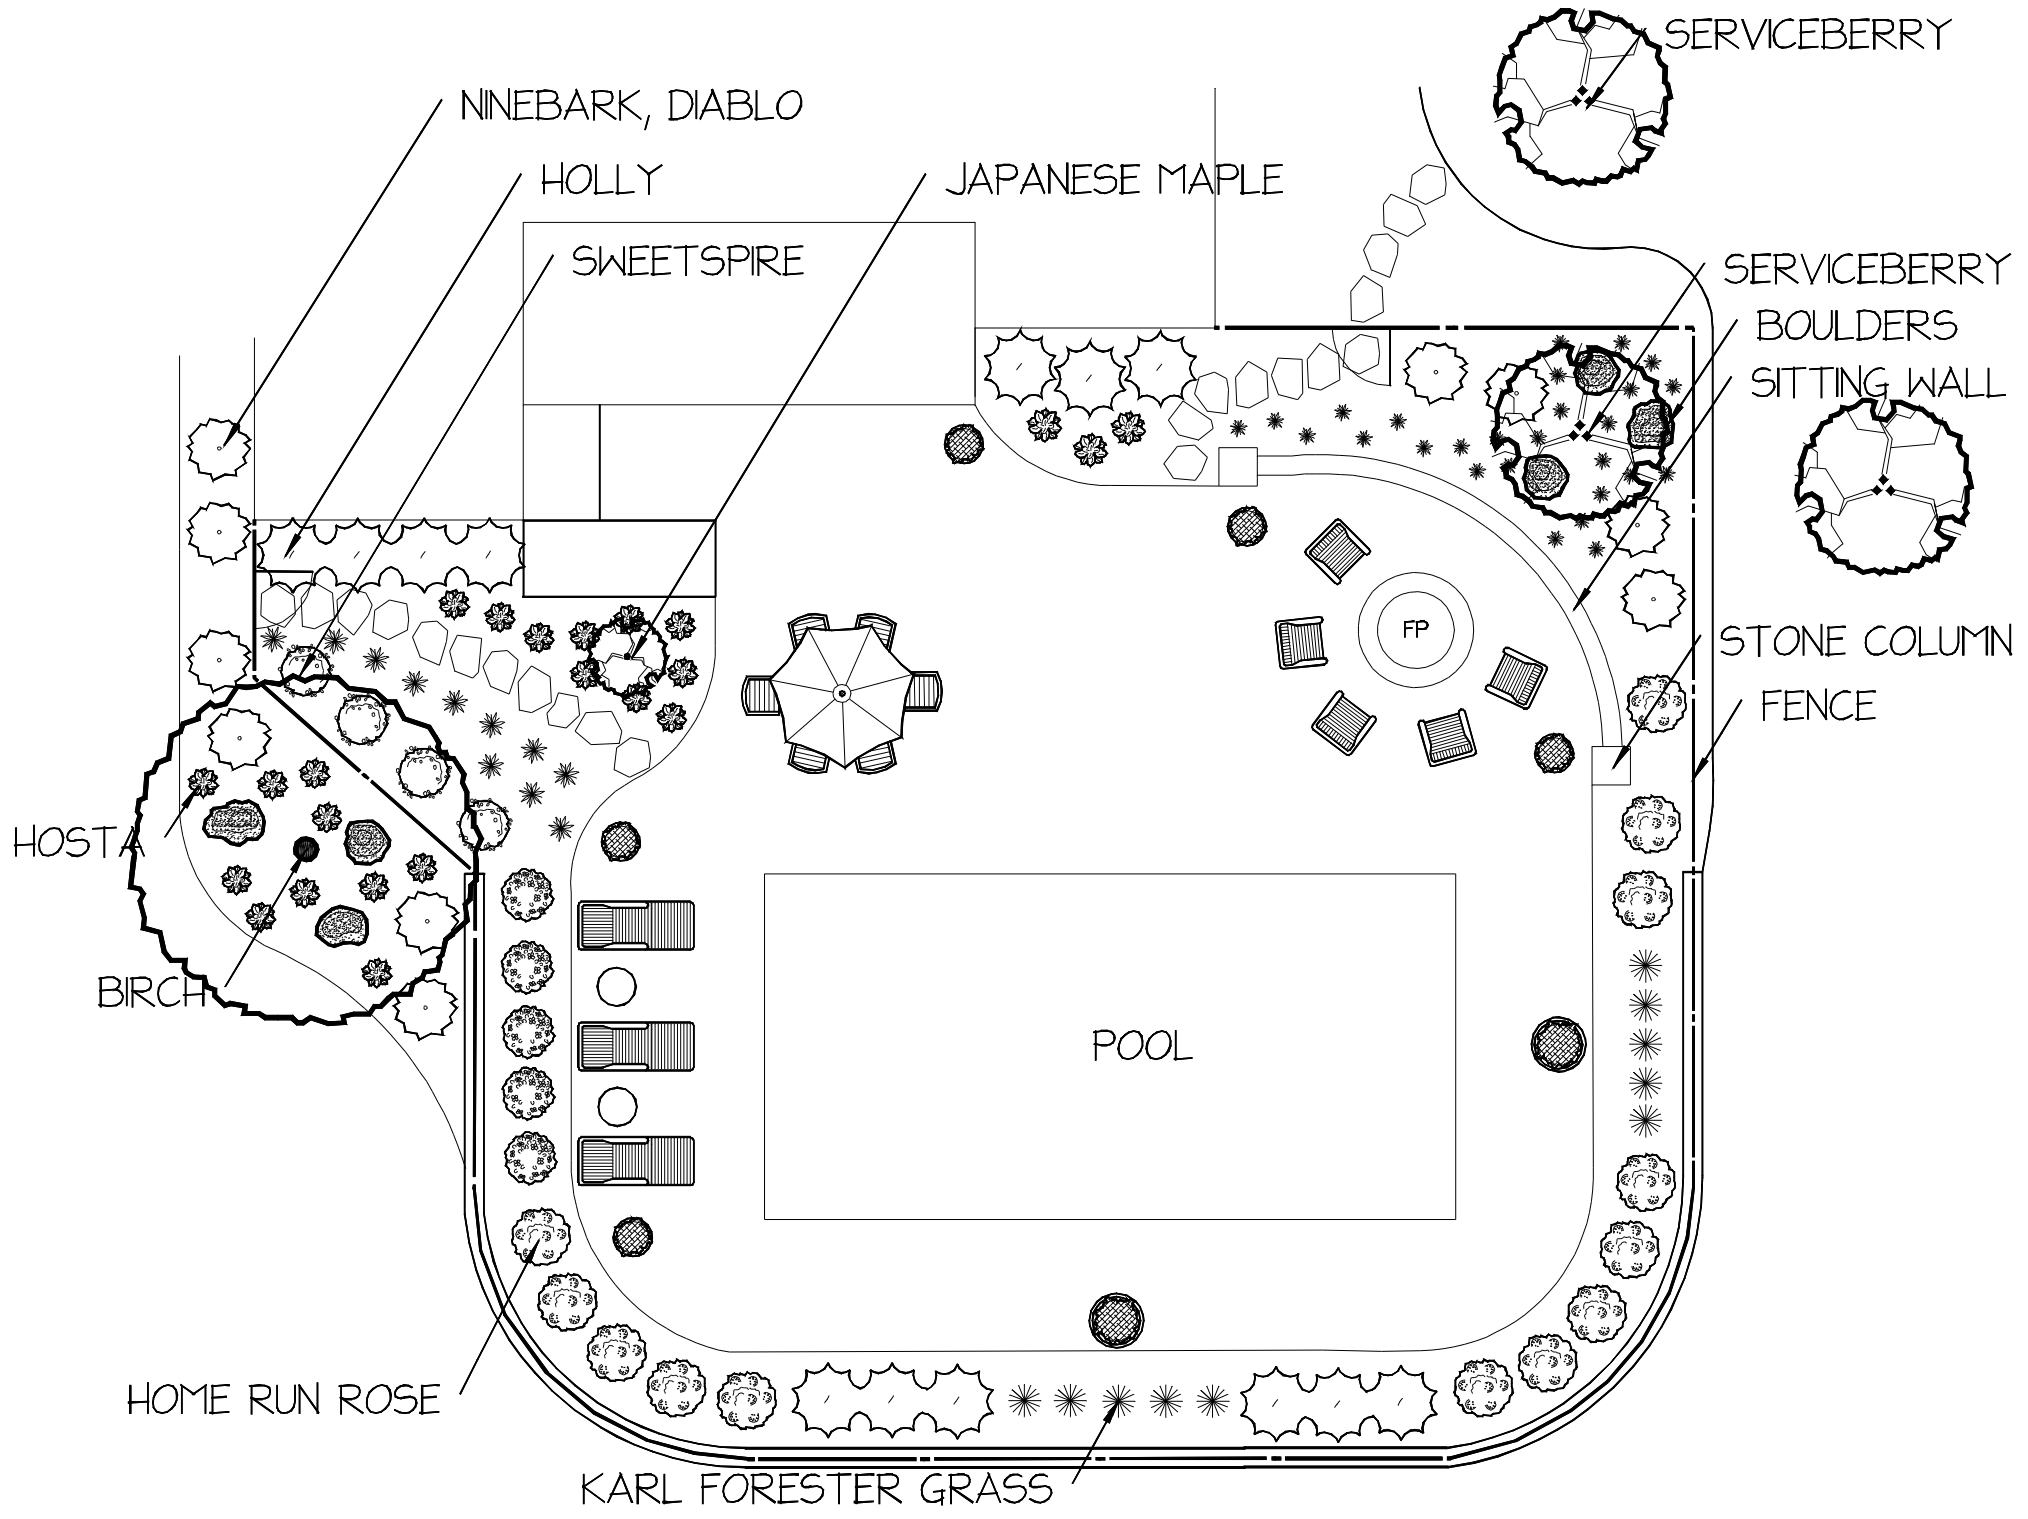 SERVICEBERRY
NINEBARK, DIABLO
HOLLY
JAPANESE MAPLE
SWEETSPIRE
SERVICEBERRY
BOULDERS
SITTING WALL
FP
STONE COLUMN
FENCE
HOSTA
BIRCH
POOL
HOME RUN ROSE
KARL FORESTER GRASS